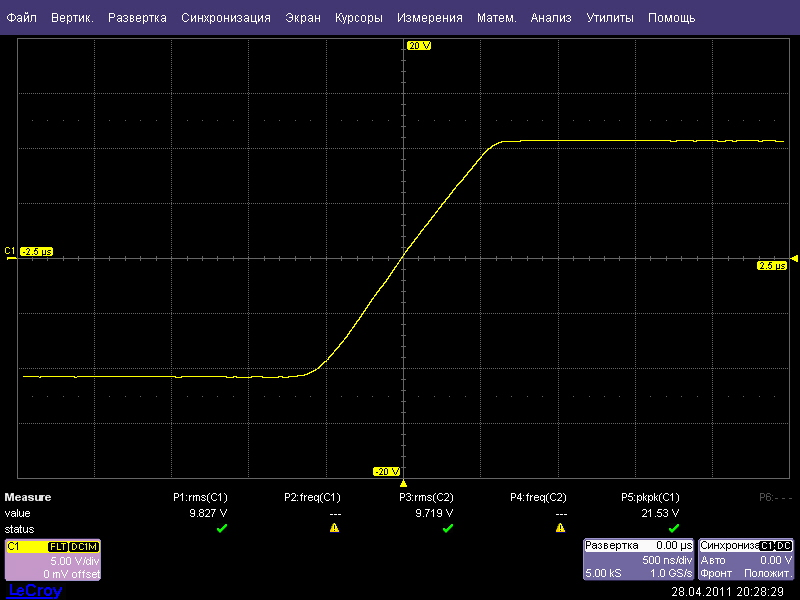 Файл Вертик. Развертка Синхронизация Экран Курсоры Измерения Матем. Анализ Утилиты Помощь
20 V
C1 -2.5 µs
2.5 µs
-20 V
Measure P1:rms(C1) P2:freq(C1) P3:rms(C2) P4:freq(C2) P5:pkpk(C1) P6:- - -
value 9.827 V --- 9.719 V --- 21.53 V
status
C1 FLT DC1M
5.00 V/div
0 mV offset
Развертка 0.00 µs
500 ns/div
5.00 kS 1.0 GS/s
Синхрониза C1 DC
Авто 0.00 V
Фронт Положит.
LeCroy
28.04.2011 20:28:29